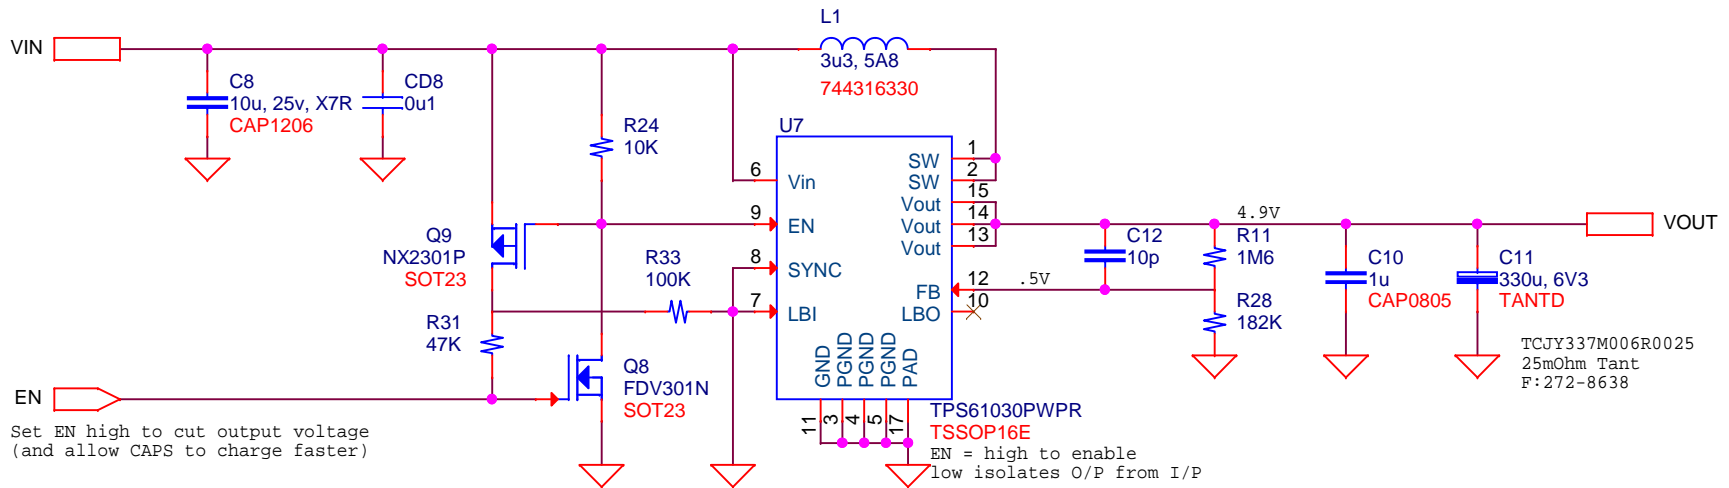 L1
3u3, 5A8
744316330
VIN
C8
10u, 25v, X7R
CAP1206
CD8
0u1
R24
10K
U7
6
Vin
9
EN
8
SYNC
7
LBI
SW
1
SW
2
Vout
15
Vout
14
Vout
13
FB
12
LBO
10
GND
PGND
PGND
PGND
PAD
11
3
4
5
17
TPS61030PWPR
TSSOP16E
EN = high to enable
low isolates O/P from I/P
Q9
NX2301P
SOT23
R33
100K
R31
47K
Q8
FDV301N
SOT23
EN
Set EN high to cut output voltage
(and allow CAPS to charge faster)
4.9V
.5V
C12
10p
R11
1M6
R28
182K
C10
1u
CAP0805
C11
330u, 6V3
TANTD
VOUT
TCJY337M006R0025
25mOhm Tant
F:272-8638